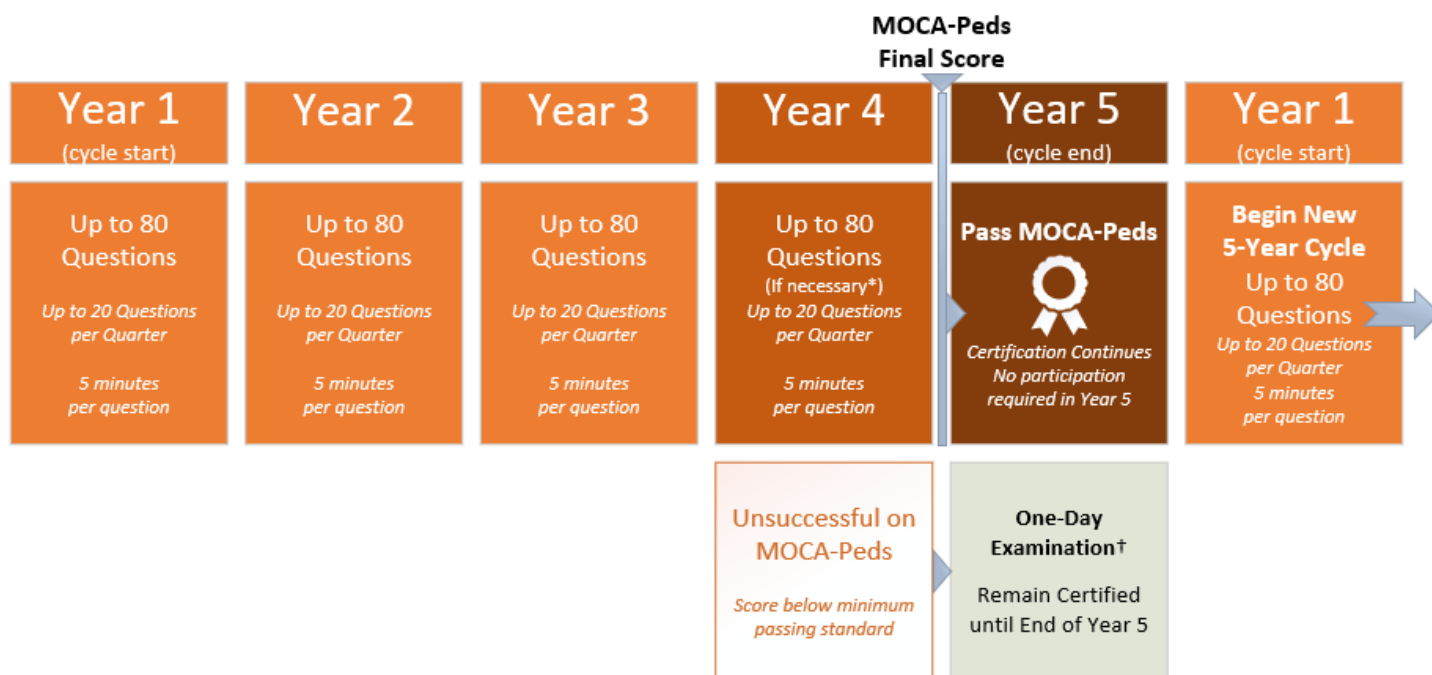 MOCA-Peds
Final Score
Year 1
(cycle start)
Year 2
Year 3
Year 4
Year 5
(cycle end)
Year 1
(cycle start)
Up to 80
Questions
Up to 20 Questions
per Quarter
5 minutes
per question
Up to 80
Questions
Up to 20 Questions
per Quarter
5 minutes
per question
Up to 80
Questions
Up to 20 Questions
per Quarter
5 minutes
per question
Up to 80
Questions
(If necessary*)
Up to 20 Questions
per Quarter
5 minutes
per question
Pass MOCA-Peds
Certification Continues
No participation
required in Year 5
Begin New
5-Year Cycle
Up to 80
Questions
Up to 20 Questions
per Quarter
5 minutes
per question
Unsuccessful on
MOCA-Peds
Score below minimum
passing standard
One-Day
Examination†
Remain Certified
until End of Year 5